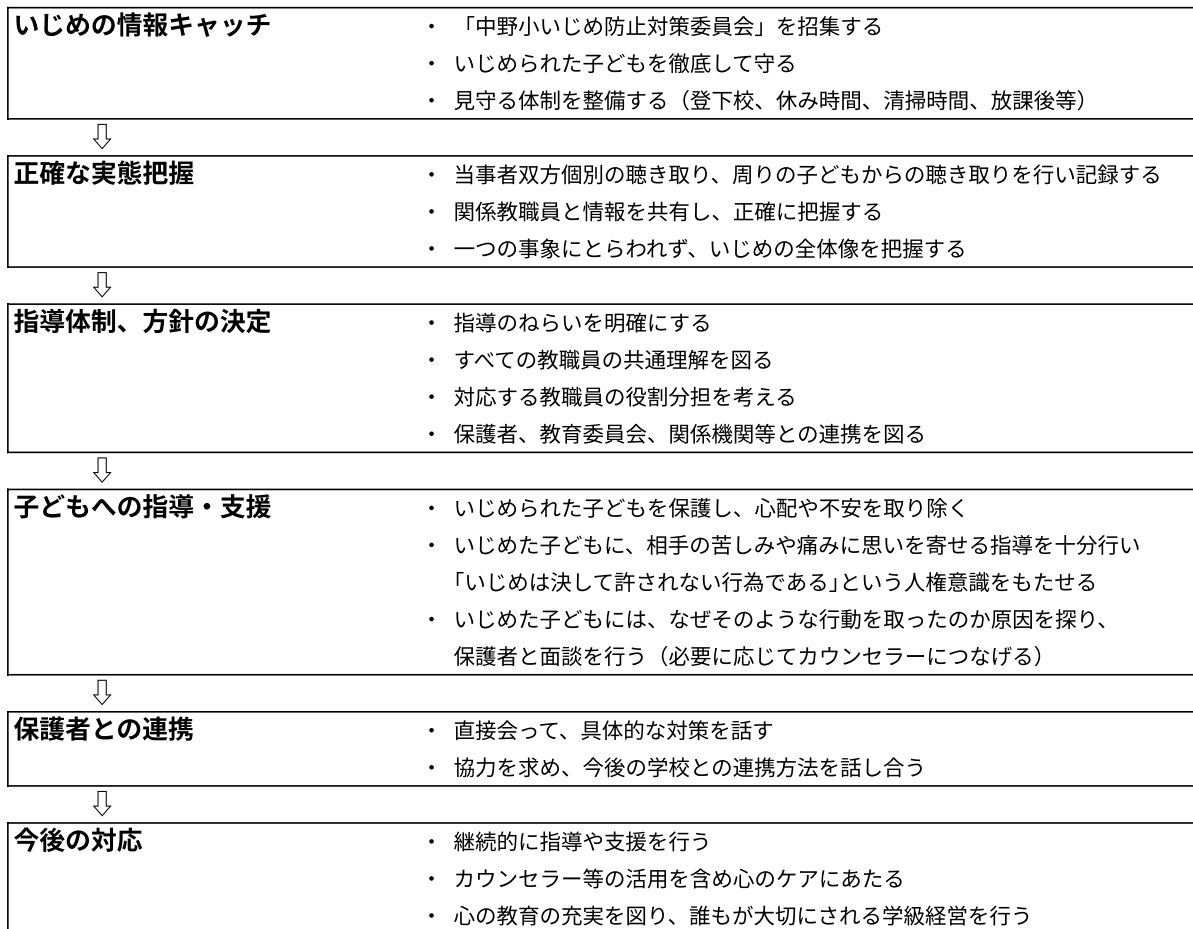 いじめの情報キャッチ
・ 「中野小いじめ防止対策委員会」を招集する
・ いじめられた子どもを徹底して守る
・ 見守る体制を整備する（登下校、休み時間、清掃時間、放課後等）
⇩
正確な実態把握
・ 当事者双方個別の聴き取り、周りの子どもからの聴き取りを行い記録する
・ 関係教職員と情報を共有し、正確に把握する
・ 一つの事象にとらわれず、いじめの全体像を把握する
⇩
指導体制、方針の決定
・ 指導のねらいを明確にする
・ すべての教職員の共通理解を図る
・ 対応する教職員の役割分担を考える
・ 保護者、教育委員会、関係機関等との連携を図る
⇩
子どもへの指導・支援
・ いじめられた子どもを保護し、心配や不安を取り除く
・ いじめた子どもに、相手の苦しみや痛みに思いを寄せる指導を十分行い
「いじめは決して許されない行為である」という人権意識をもたせる
・ いじめた子どもには、なぜそのような行動を取ったのか原因を探り、
保護者と面談を行う（必要に応じてカウンセラーにつなげる）
⇩
保護者との連携
・ 直接会って、具体的な対策を話す
・ 協力を求め、今後の学校との連携方法を話し合う
⇩
今後の対応
・ 継続的に指導や支援を行う
・ カウンセラー等の活用を含め心のケアにあたる
・ 心の教育の充実を図り、誰もが大切にされる学級経営を行う